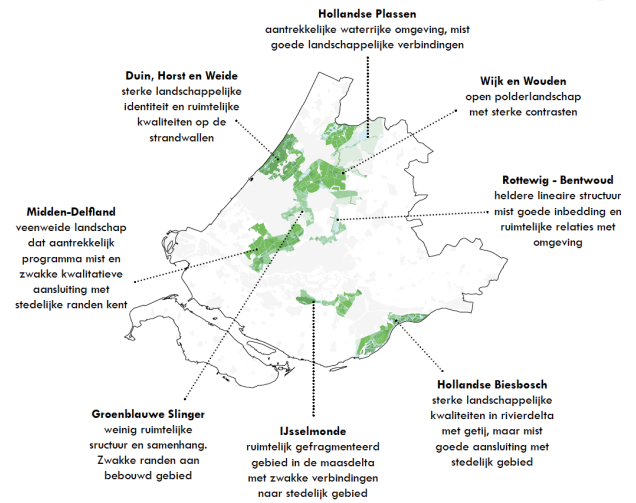 Hollandse Plassen
aantrekkelijke waterrijke omgeving, mist
goede landschappelijke verbindingen
Duin, Horst en Weide
sterke landschappelijke
identiteit en ruimtelijke
kwaliteiten op de
strandwallen
Wijk en Wouden
open polderlandschap
met sterke contrasten
Rottewig - Bentwoud
heldere lineaire structuur
mist goede inbedding en
ruimtelijke relaties met
omgeving
Midden-Delfland
veenweide landschap
dat aantrekkelijk
programma mist en
zwakke kwalitatieve
aansluiting met
stedelijke randen kent
Groenblauwe Slinger
weinig ruimtelijke
sructuur en samenhang.
Zwakke randen aan
bebouwd gebied
IJsselmonde
ruimtelijk gefragmenteerd
gebied in de maasdelta
met zwakke verbindingen
naar stedelijk gebied
Hollandse Biesbosch
sterke landschappelijke
kwaliteiten in rivierdelta
met getij, maar mist
goede aansluiting met
stedelijk gebied